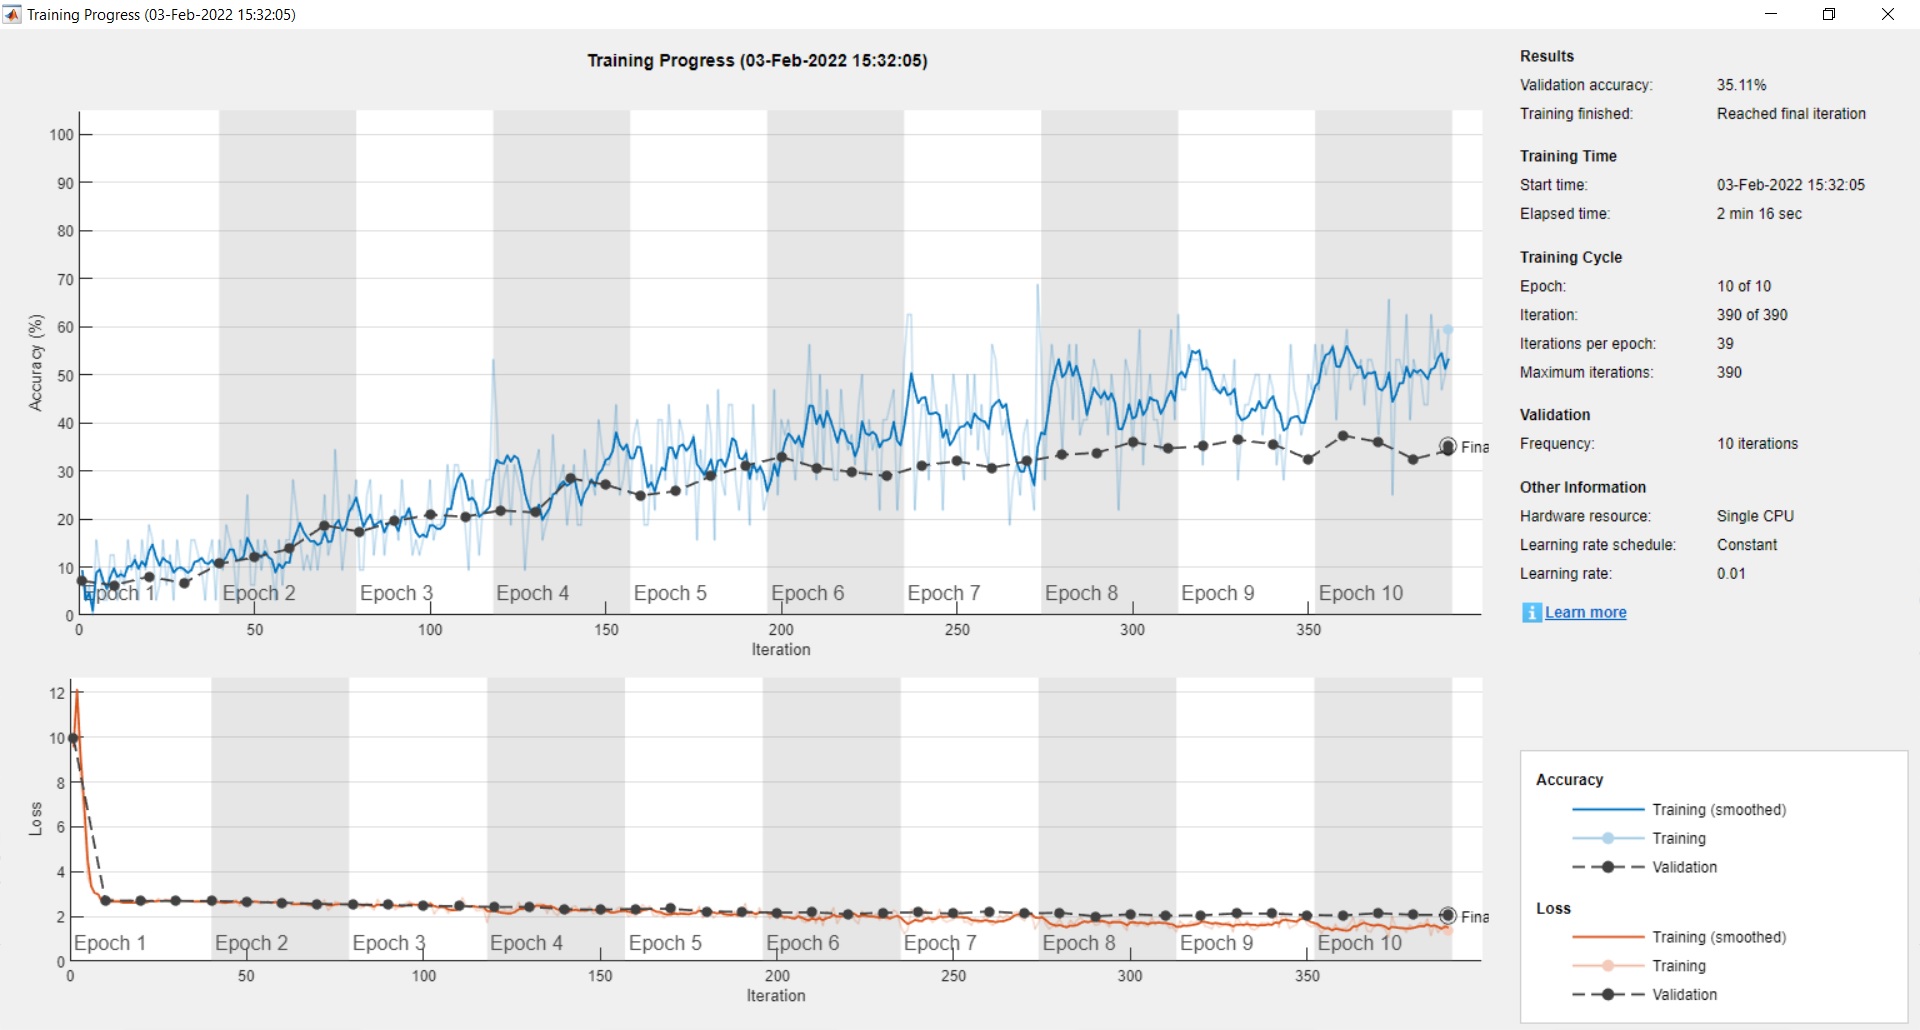 Training Progress (03-Feb-2022 15:32:05)
Training Progress (03-Feb-2022 15:32:05)
Accuracy (%)
100
90
80
70
60
50
40
30
20
10
0
Fina
Epoch 1 Epoch 2 Epoch 3 Epoch 4 Epoch 5 Epoch 6 Epoch 7 Epoch 8 Epoch 9 Epoch 10
0 50 100 150 200 250 300 350
Iteration
Loss
12
10
8
6
4
2
0
Fina
Epoch 1 Epoch 2 Epoch 3 Epoch 4 Epoch 5 Epoch 6 Epoch 7 Epoch 8 Epoch 9 Epoch 10
0 50 100 150 200 250 300 350
Iteration
Results
Validation accuracy: 35.11%
Training finished: Reached final iteration
Training Time
Start time: 03-Feb-2022 15:32:05
Elapsed time: 2 min 16 sec
Training Cycle
Epoch: 10 of 10
Iteration: 390 of 390
Iterations per epoch: 39
Maximum iterations: 390
Validation
Frequency: 10 iterations
Other Information
Hardware resource: Single CPU
Learning rate schedule: Constant
Learning rate: 0.01
i Learn more
Accuracy
Training (smoothed)
Training
Validation
Loss
Training (smoothed)
Training
Validation